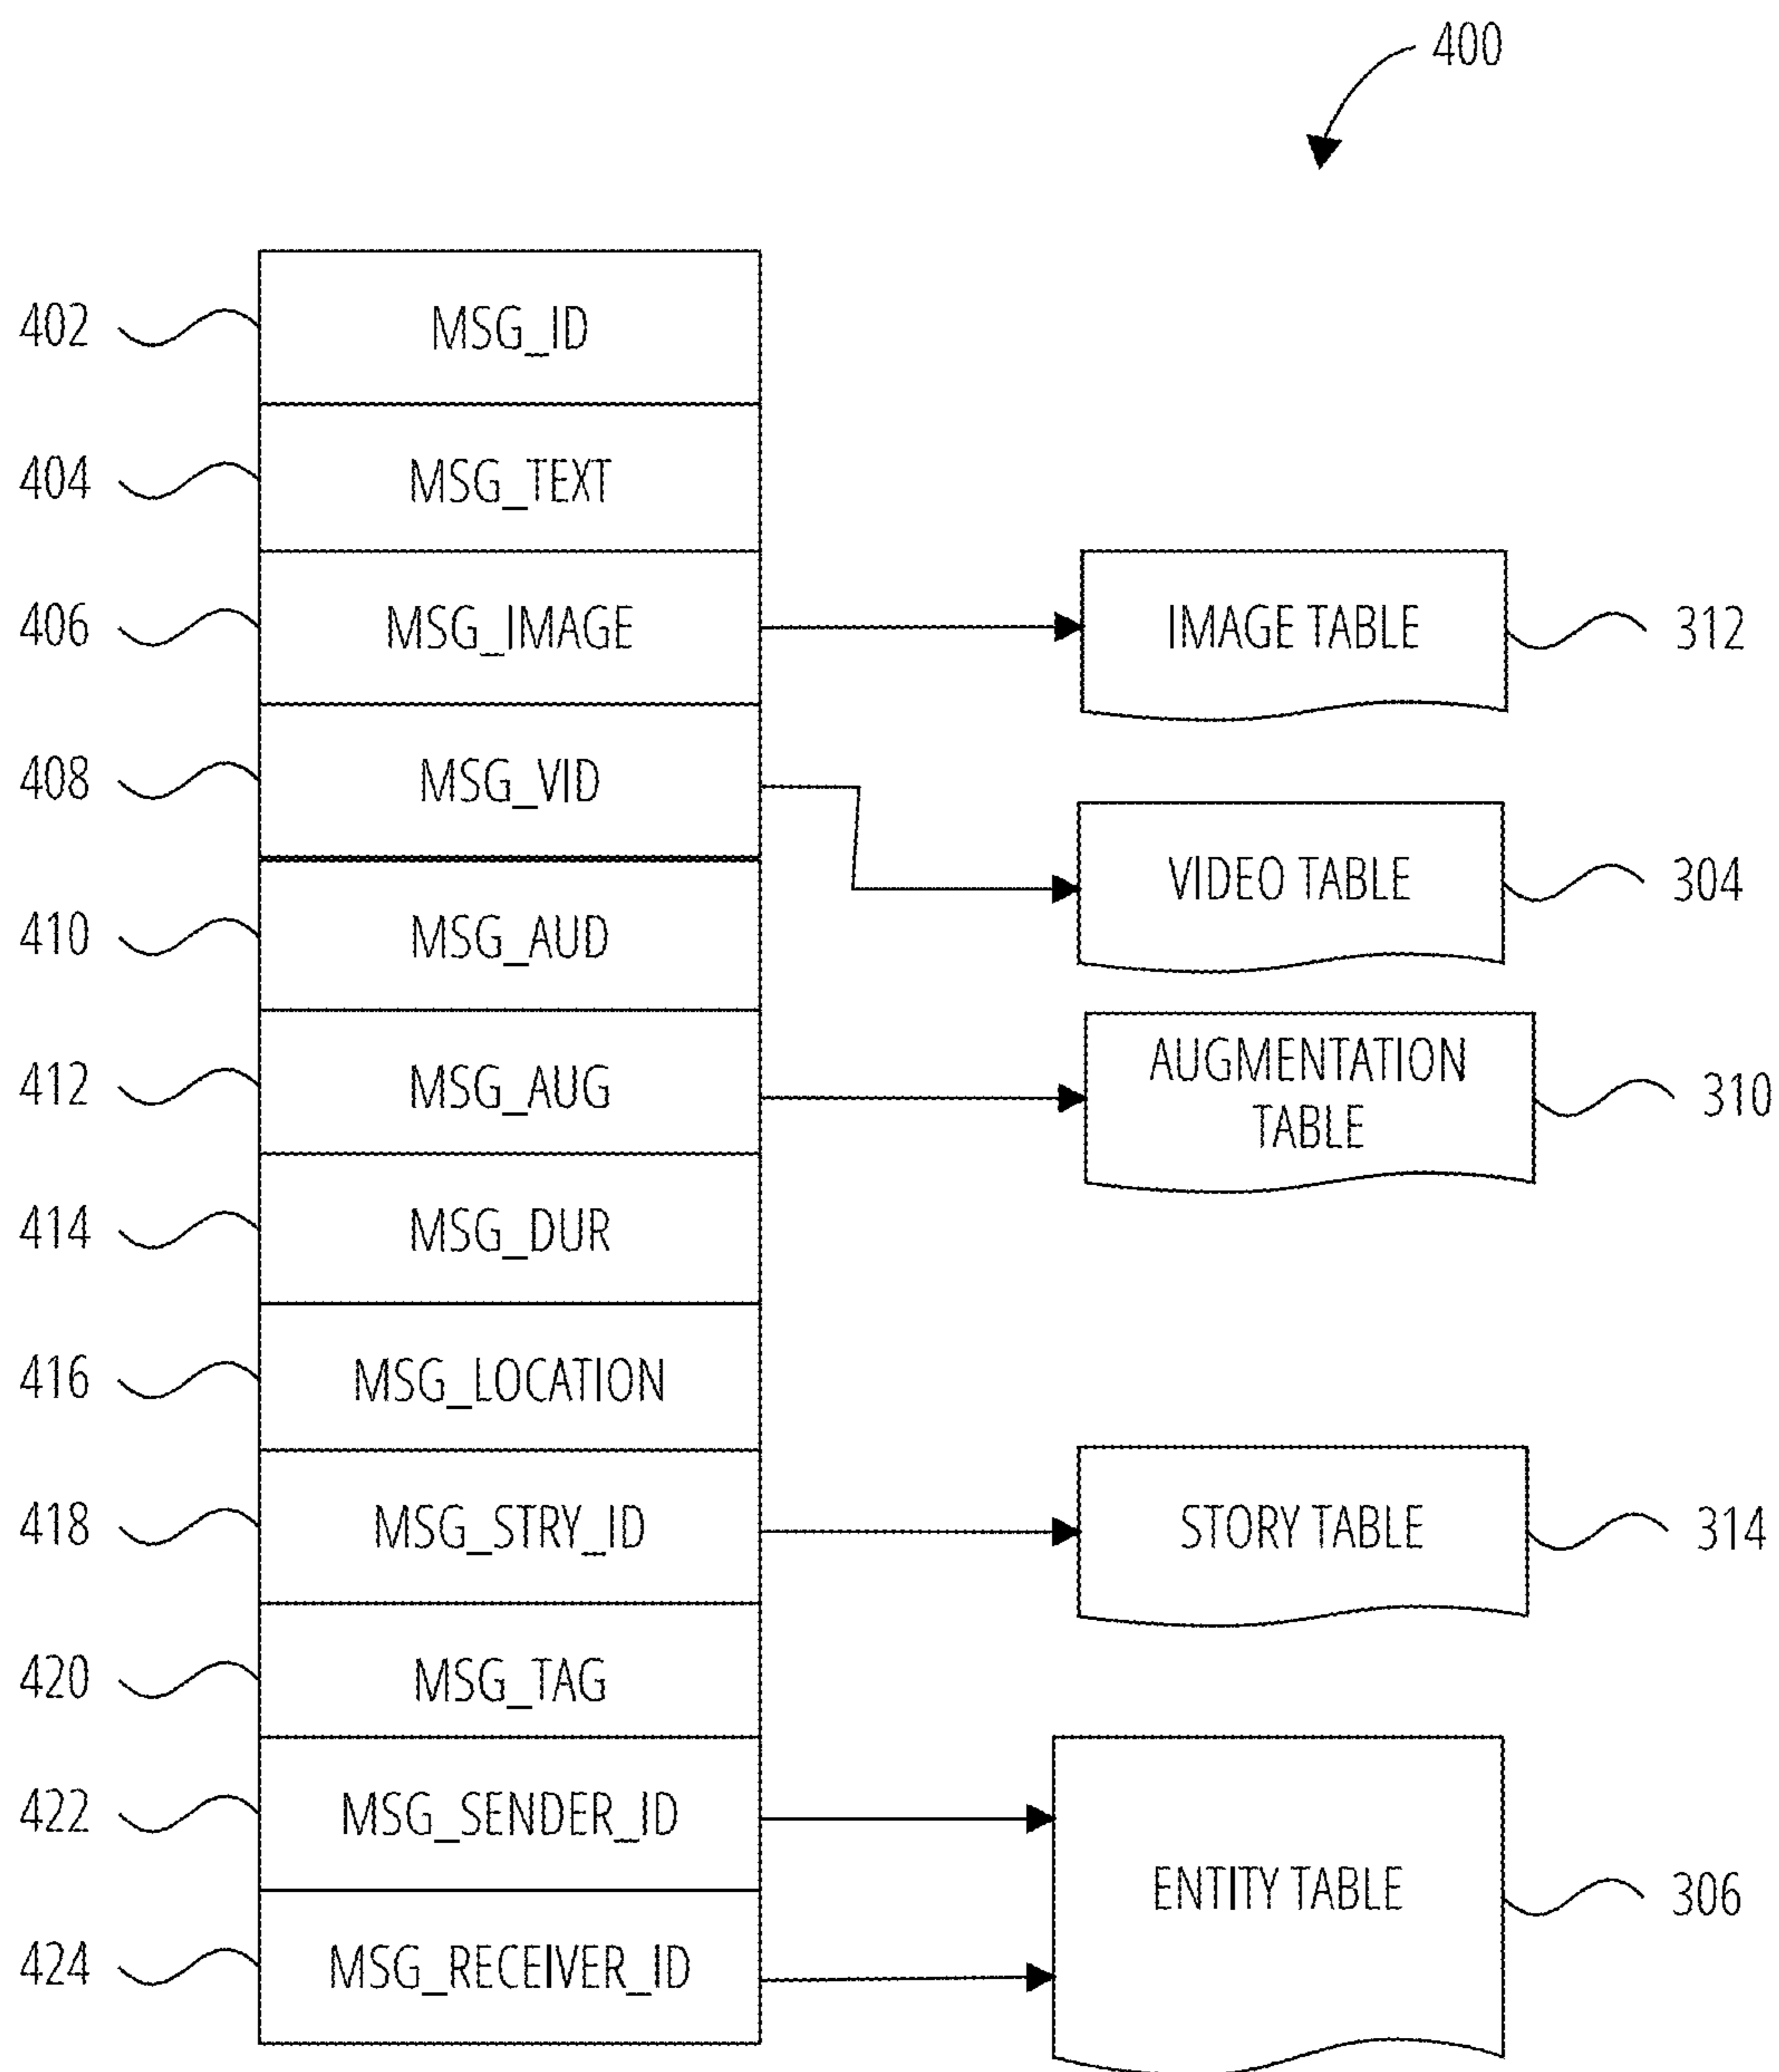 400
402 MSG_ID
404 MSG_TEXT
406 MSG_IMAGE IMAGE TABLE 312
408 MSG_VID
VIDEO TABLE 304
410 MSG_AUD
412 MSG_AUG AUGMENTATION
TABLE 310
414 MSG_DUR
416 MSG_LOCATION
418 MSG_STRY_ID STORY TABLE 314
420 MSG_TAG
422 MSG_SENDER_ID
ENTITY TABLE 306
424 MSG_RECEIVER_ID